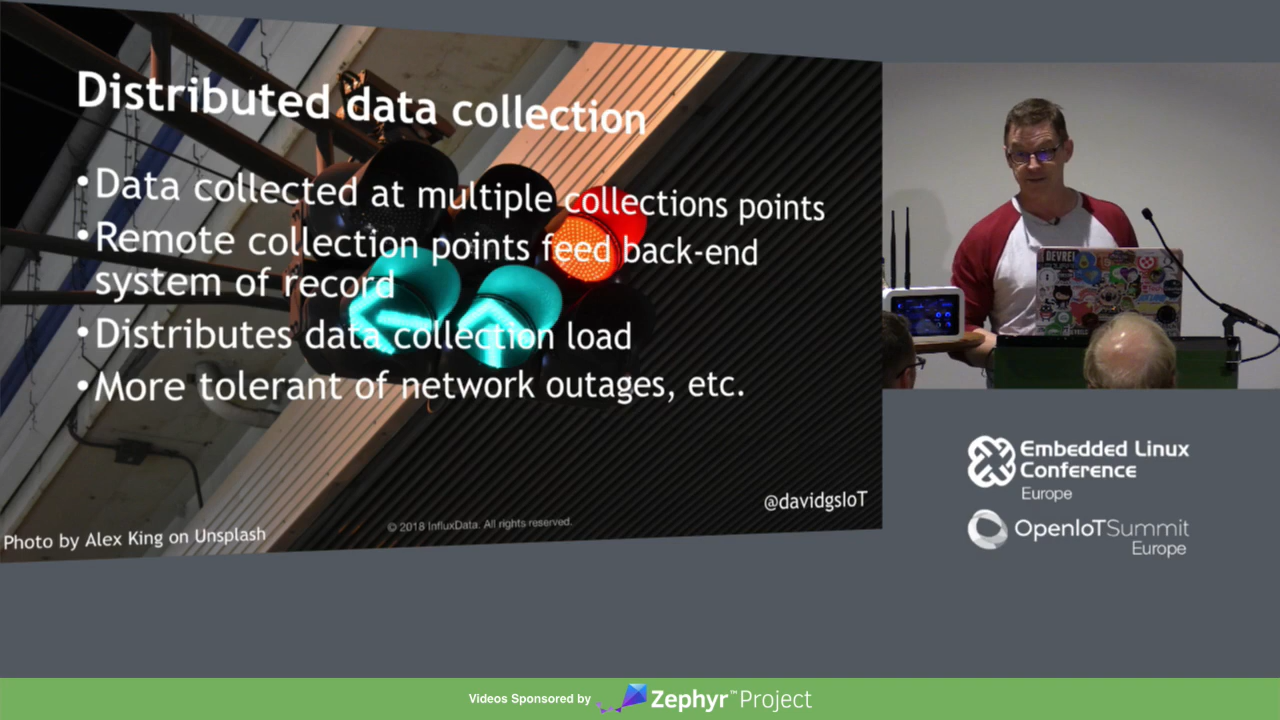 Distributed data collection
• Data collected at multiple collections points
• Remote collection points feed back-end
system of record
• Distributes data collection load
• More tolerant of network outages, etc.
@davidgsIoT
© 2018 InfluxData. All rights reserved.
Photo by Alex King on Unsplash
DEVREL
Embedded Linux
Conference
Europe
OpenIoTSummit
Europe
Videos Sponsored by Zephyr™Project